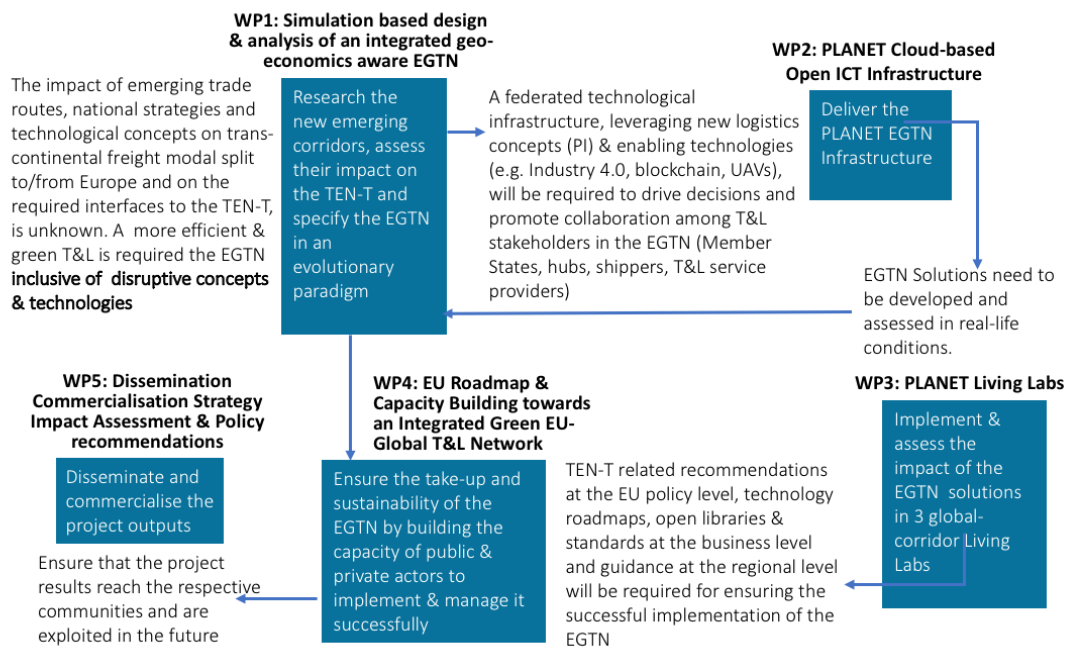 WP1: Simulation based design
& analysis of an integrated geo-
economics aware EGTN
The impact of emerging trade
routes, national strategies and
technological concepts on trans-
continental freight modal split
to/from Europe and on the
required interfaces to the TEN-T,
is unknown. A  more efficient &
green T&L is required the EGTN
inclusive of  disruptive concepts
& technologies
Research the
new emerging
corridors, assess
their impact on
the TEN-T and
specify the EGTN
in an
evolutionary
paradigm
A federated technological
infrastructure, leveraging new logistics
concepts (PI) & enabling technologies
(e.g. Industry 4.0, blockchain, UAVs),
will be required to drive decisions and
promote collaboration among T&L
stakeholders in the EGTN (Member
States, hubs, shippers, T&L service
providers)
WP2: PLANET Cloud-based
Open ICT Infrastructure
Deliver the
PLANET EGTN
Infrastructure
EGTN Solutions need to
be developed and
assessed in real-life
conditions.
WP5: Dissemination
Commercialisation Strategy
Impact Assessment & Policy
recommendations
Disseminate and
commercialise the
project outputs
Ensure that the project
results reach the respective
communities and are
exploited in the future
WP4: EU Roadmap &
Capacity Building towards
an Integrated Green EU-
Global T&L Network
Ensure the take-up and
sustainability of the
EGTN by building the
capacity of public &
private actors to
implement & manage it
successfully
TEN-T related recommendations
at the EU policy level, technology
roadmaps, open libraries &
standards at the business level
and guidance at the regional level
will be required for ensuring the
successful implementation of the
EGTN
WP3: PLANET Living Labs
Implement &
assess the
impact of the
EGTN  solutions
in 3 global-
corridor Living
Labs